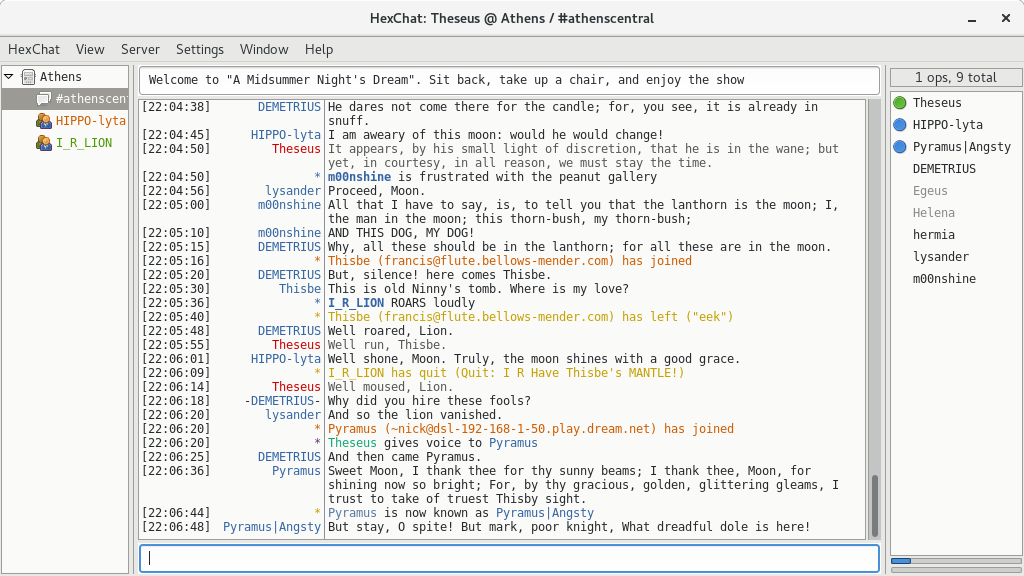 HexChat: Theseus @ Athens / #athenscentral
HexChat View Server Settings Window Help
Athens
#athenscen
HIPPO-lyta
I_R_LION
Welcome to "A Midsummer Night's Dream". Sit back, take up a chair, and enjoy the show
[22:04:38] DEMETRIUS He dares not come there for the candle; for, you see, it is already in
snuff.
[22:04:45] HIPPO-lyta I am aweary of this moon: would he would change!
[22:04:50] Theseus It appears, by his small light of discretion, that he is in the wane; but
yet, in courtesy, in all reason, we must stay the time.
[22:04:50] * m00nshine is frustrated with the peanut gallery
[22:04:56] lysander Proceed, Moon.
[22:05:00] m00nshine All that I have to say, is, to tell you that the lanthorn is the moon; I,
the man in the moon; this thorn-bush, my thorn-bush;
[22:05:10] m00nshine AND THIS DOG, MY DOG!
[22:05:15] DEMETRIUS Why, all these should be in the lanthorn; for all these are in the moon.
[22:05:16] * Thisbe (francis@flute.bellows-mender.com) has joined
[22:05:20] DEMETRIUS But, silence! here comes Thisbe.
[22:05:30] Thisbe This is old Ninny's tomb. Where is my love?
[22:05:36] * I_R_LION ROARS loudly
[22:05:40] * Thisbe (francis@flute.bellows-mender.com) has left ("eek")
[22:05:48] DEMETRIUS Well roared, Lion.
[22:05:55] Theseus Well run, Thisbe.
[22:06:01] HIPPO-lyta Well shone, Moon. Truly, the moon shines with a good grace.
[22:06:09] * I_R_LION has quit (Quit: I R Have Thisbe's MANTLE!)
[22:06:14] Theseus Well moused, Lion.
[22:06:18] -DEMETRIUS- Why did you hire these fools?
[22:06:20] lysander And so the lion vanished.
[22:06:20] * Pyramus (~nick@dsl-192-168-1-50.play.dream.net) has joined
[22:06:20] * Theseus gives voice to Pyramus
[22:06:25] DEMETRIUS And then came Pyramus.
[22:06:36] Pyramus Sweet Moon, I thank thee for thy sunny beams; I thank thee, Moon, for
shining now so bright; For, by thy gracious, golden, glittering gleams, I
trust to take of truest Thisby sight.
[22:06:44] * Pyramus is now known as Pyramus|Angsty
[22:06:48] Pyramus|Angsty But stay, O spite! But mark, poor knight, What dreadful dole is here!
1 ops, 9 total
Theseus
HIPPO-lyta
Pyramus|Angsty
DEMETRIUS
Egeus
Helena
hermia
lysander
m00nshine